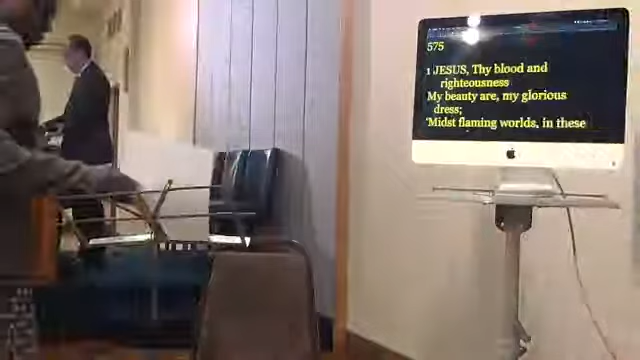 575
1 JESUS, Thy blood and
righteousness
My beauty are, my glorious
dress;
'Midst flaming worlds, in these